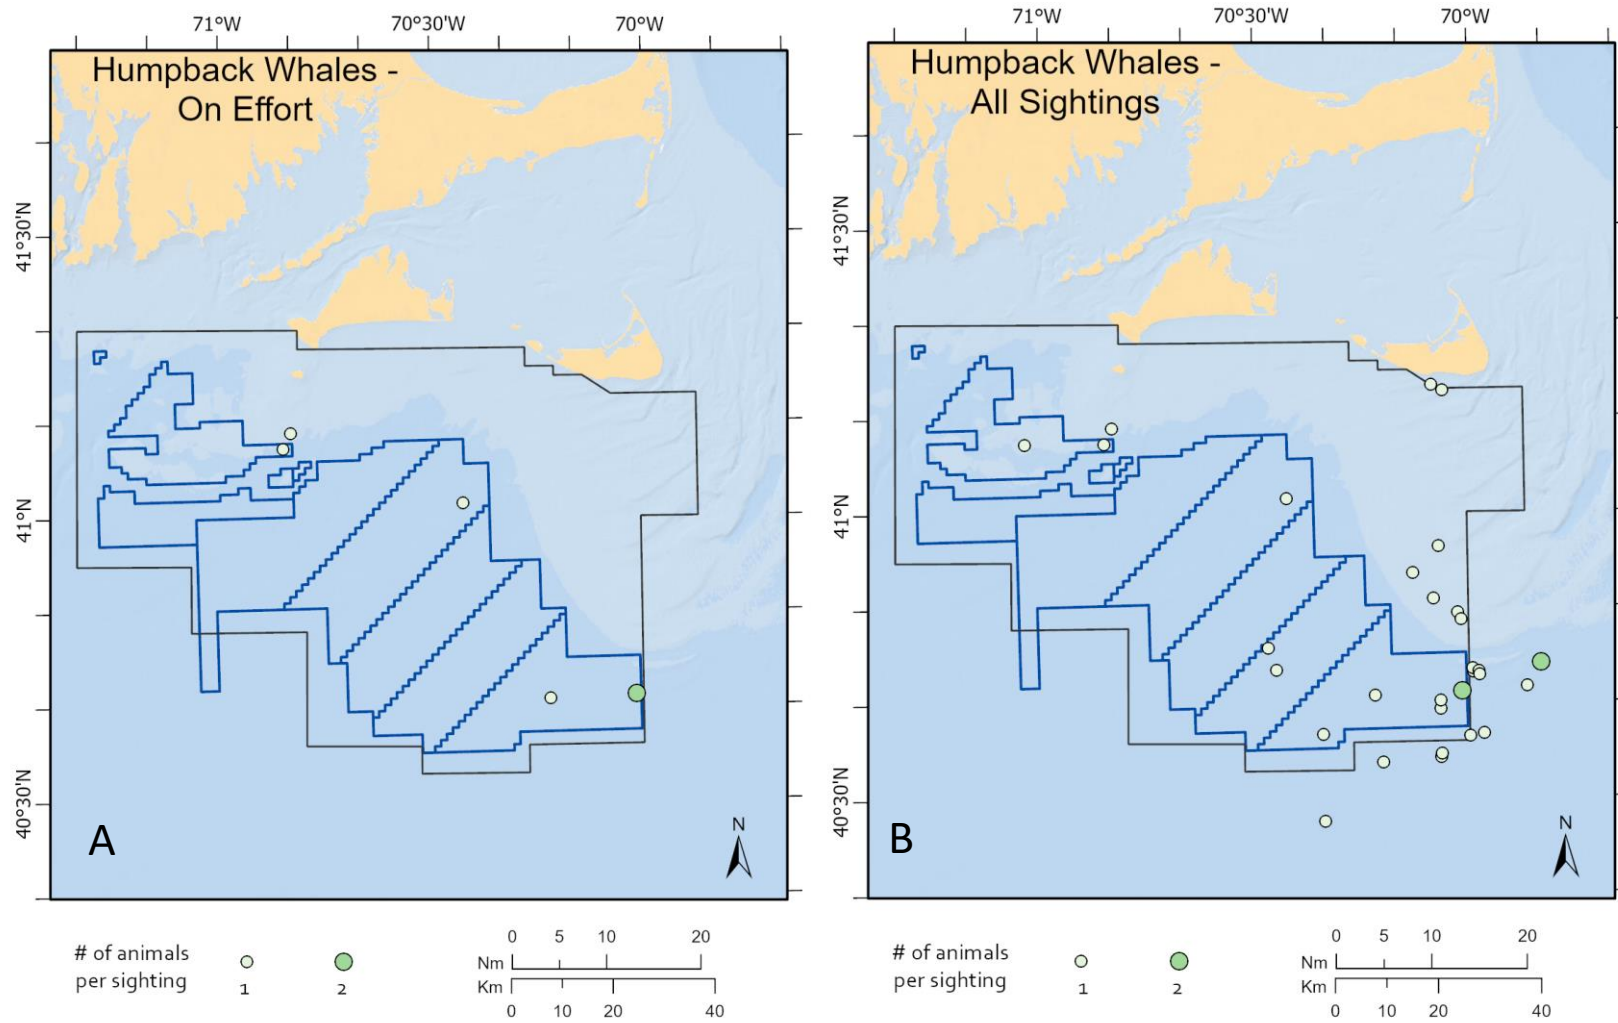 71°W 70°30'W 70°W
Humpback Whales -
On Effort
41°30'N
41°N
40°30'N
A
N
# of animals
per sighting
1 2
0 5 10 20
Nm
Km
0 10 20 40
71°W 70°30'W 70°W
Humpback Whales -
All Sightings
41°30'N
41°N
40°30'N
B
N
# of animals
per sighting
1 2
0 5 10 20
Nm
Km
0 10 20 40